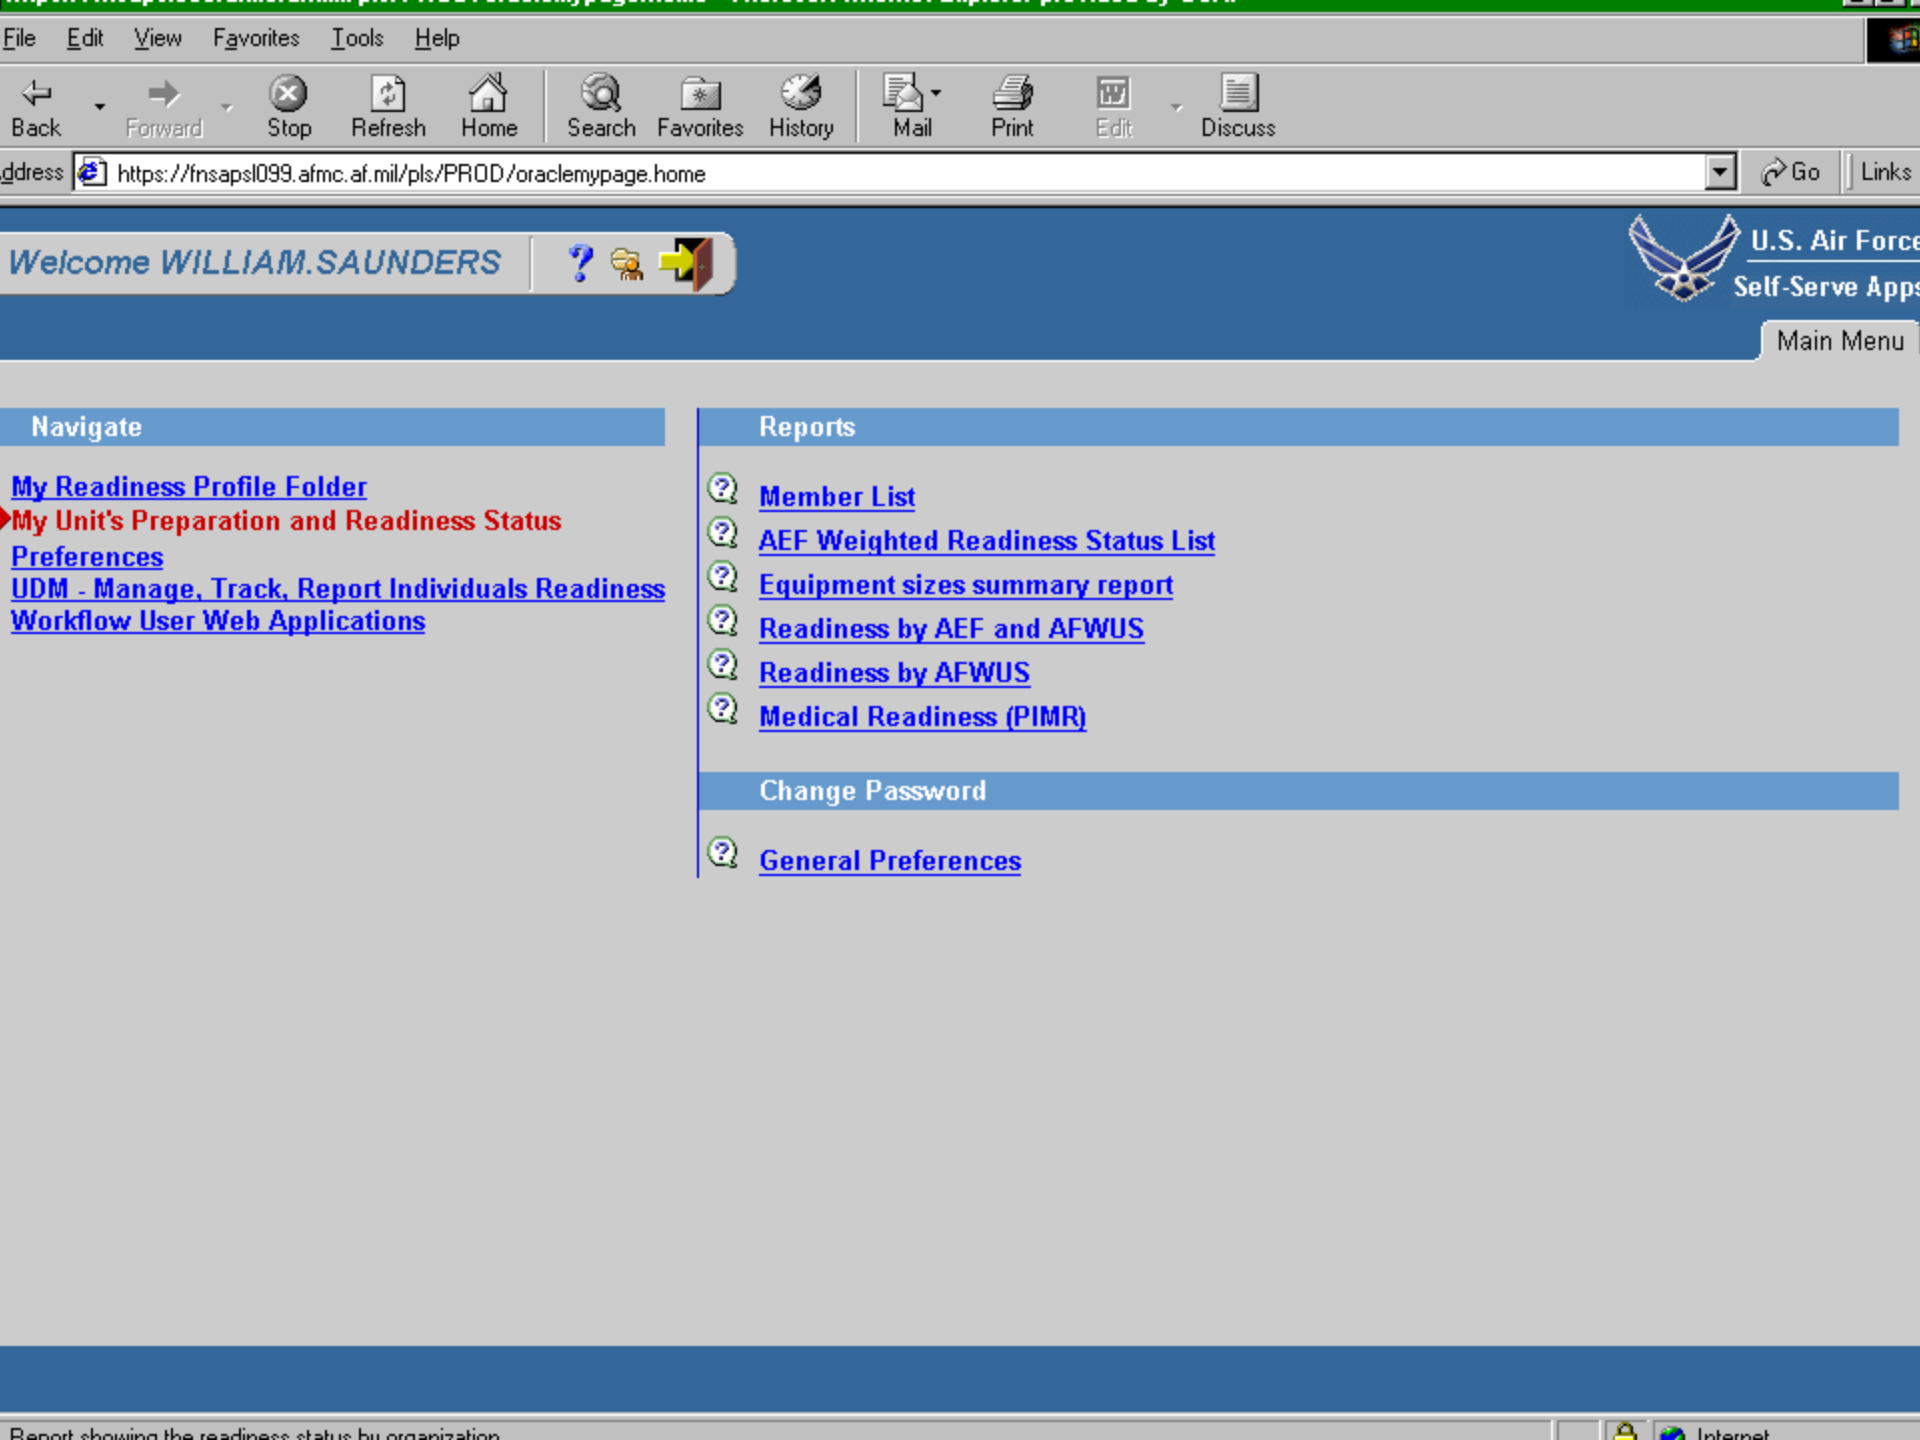 File Edit View Favorites Tools Help
Back Forward Stop Refresh Home Search Favorites History Mail Print Edit Discuss
ddress https://fnsapsl099.afmc.af.mil/pls/PROD/oraclemypage.home Go Links
Welcome WILLIAM.SAUNDERS
U.S. Air Force
Self-Serve Apps
Main Menu
Navigate
My Readiness Profile Folder
My Unit's Preparation and Readiness Status
Preferences
UDM - Manage, Track, Report Individuals Readiness
Workflow User Web Applications
Reports
Member List
AEF Weighted Readiness Status List
Equipment sizes summary report
Readiness by AEF and AFWUS
Readiness by AFWUS
Medical Readiness (PIMR)
Change Password
General Preferences
Report showing the readiness status by organization
Internet